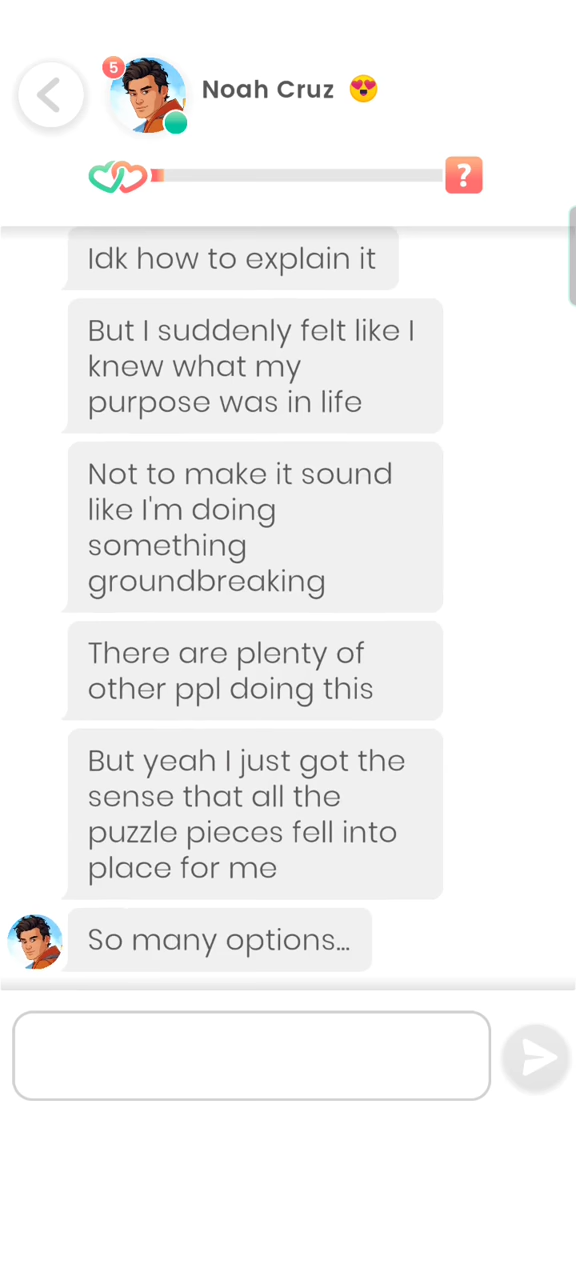 5
Noah Cruz 😍
?
Idk how to explain it
But I suddenly felt like I
knew what my
purpose was in life
Not to make it sound
like I'm doing
something
groundbreaking
There are plenty of
other ppl doing this
But yeah I just got the
sense that all the
puzzle pieces fell into
place for me
So many options...